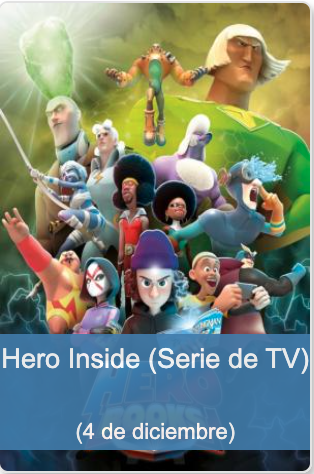 Hero Inside (Serie de TV)
(4 de diciembre)